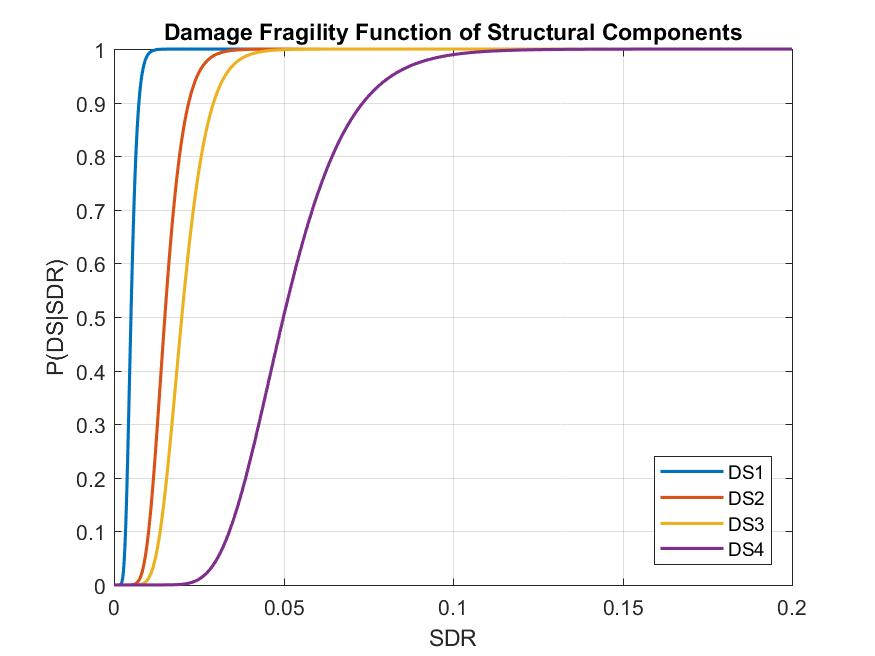 Damage Fragility Function of Structural Components
1
0.9
0.8
0.7
0.6
0.5
0.4
0.3
0.2
0.1
0
P(DS|SDR)
DS1
DS2
DS3
DS4
0 0.05 0.1 0.15 0.2
SDR